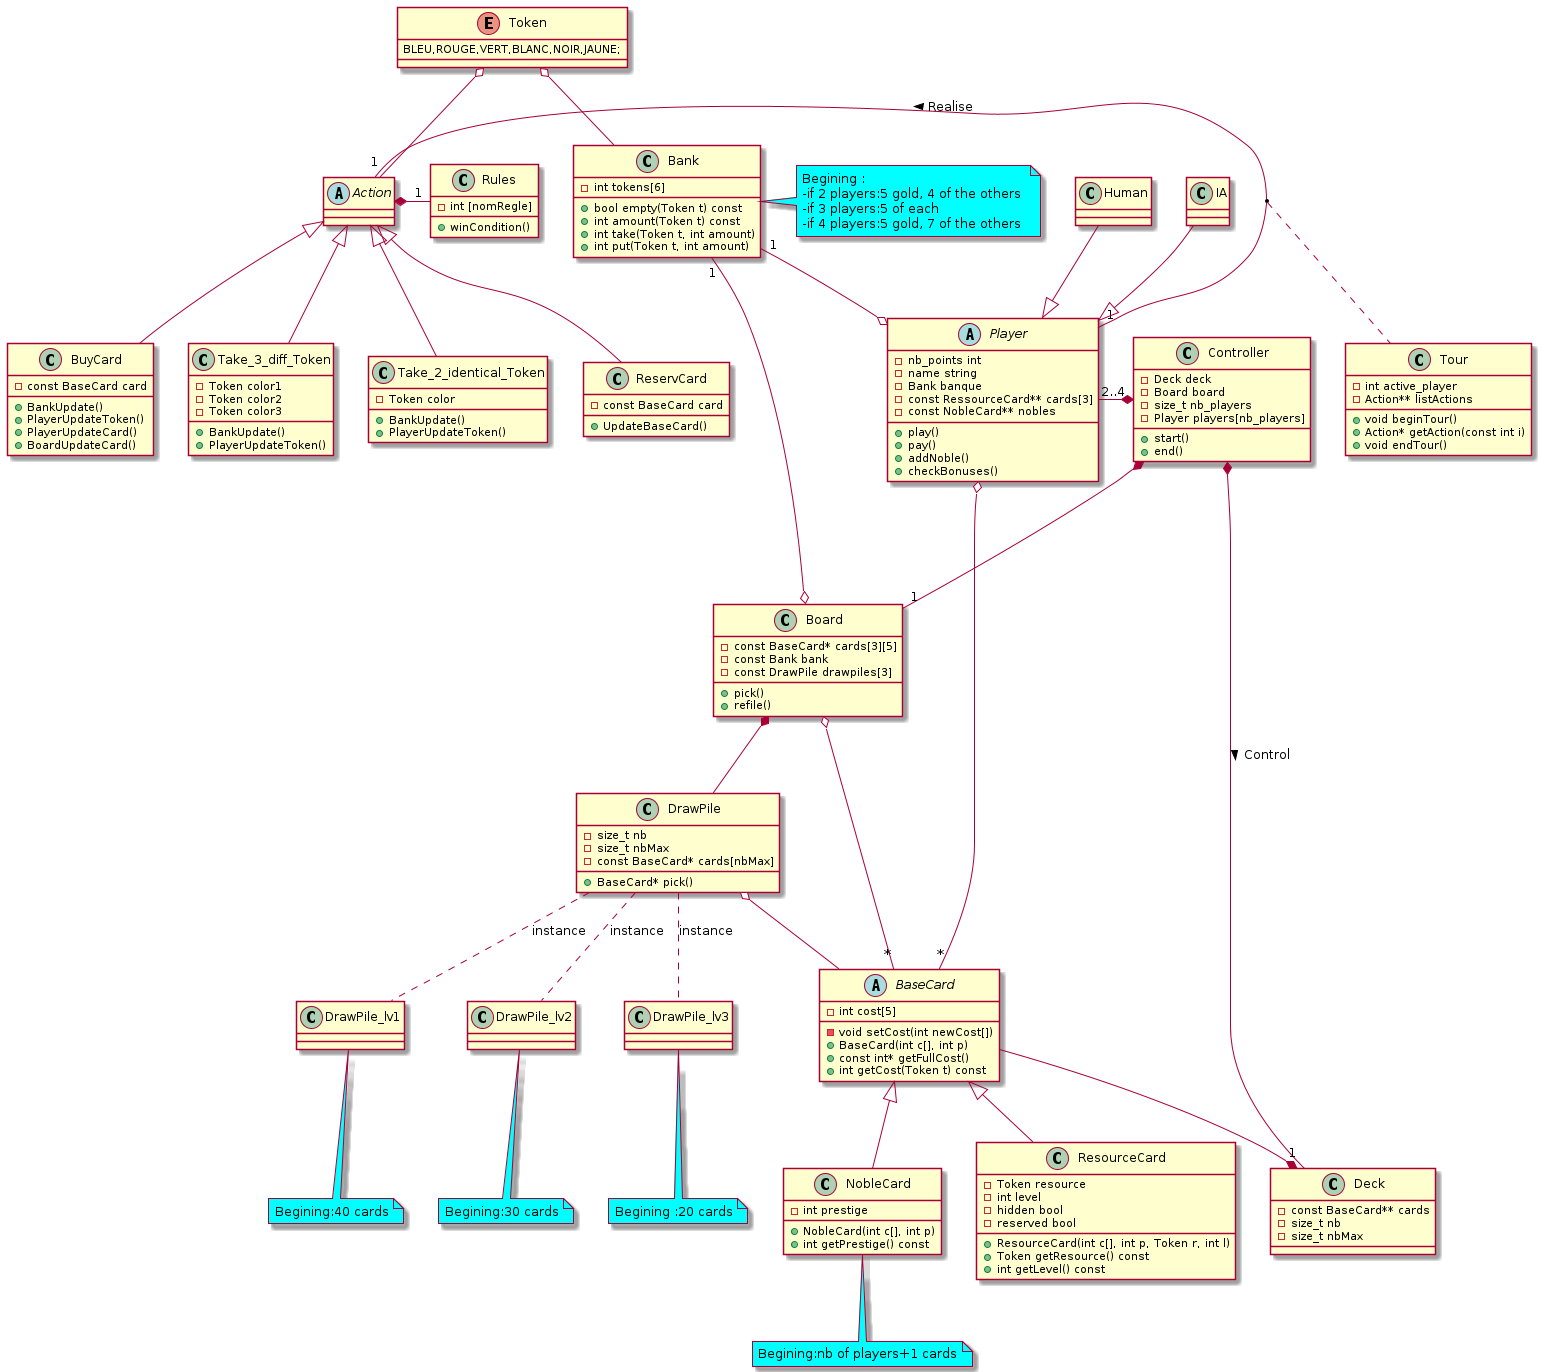 E Token
BLEU,ROUGE,VERT,BLANC,NOIR,JAUNE;
Realise
1
A Action
1
C Rules
int [nomRegle]
winCondition()
C Bank
int tokens[6]
bool empty(Token t) const
int amount(Token t) const
int take(Token t, int amount)
int put(Token t, int amount)
1
1
Begining :
-if 2 players:5 gold, 4 of the others
-if 3 players:5 of each
-if 4 players:5 gold, 7 of the others
C Human
C IA
C BuyCard
const BaseCard card
BankUpdate()
PlayerUpdateToken()
PlayerUpdateCard()
BoardUpdateCard()
C Take_3_diff_Token
Token color1
Token color2
Token color3
BankUpdate()
PlayerUpdateToken()
C Take_2_identical_Token
Token color
BankUpdate()
PlayerUpdateToken()
C ReservCard
const BaseCard card
UpdateBaseCard()
1
A Player
nb_points int
name string
Bank banque
const RessourceCard** cards[3]
const NobleCard** nobles
play()
pay()
addNoble()
checkBonuses()
2..4
C Controller
Deck deck
Board board
size_t nb_players
Player players[nb_players]
start()
end()
C Tour
int active_player
Action** listActions
void beginTour()
Action* getAction(const int i)
void endTour()
1
C Board
const BaseCard* cards[3][5]
const Bank bank
const DrawPile drawpiles[3]
pick()
refile()
Control
C DrawPile
size_t nb
size_t nbMax
const BaseCard* cards[nbMax]
BaseCard* pick()
instance
instance
instance
*
*
C DrawPile_lv1
C DrawPile_lv2
C DrawPile_lv3
A BaseCard
int cost[5]
void setCost(int newCost[])
BaseCard(int c[], int p)
const int* getFullCost()
int getCost(Token t) const
Begining:40 cards
Begining:30 cards
Begining :20 cards
C NobleCard
int prestige
NobleCard(int c[], int p)
int getPrestige() const
C ResourceCard
Token resource
int level
hidden bool
reserved bool
ResourceCard(int c[], int p, Token r, int l)
Token getResource() const
int getLevel() const
1
C Deck
const BaseCard** cards
size_t nb
size_t nbMax
Begining:nb of players+1 cards